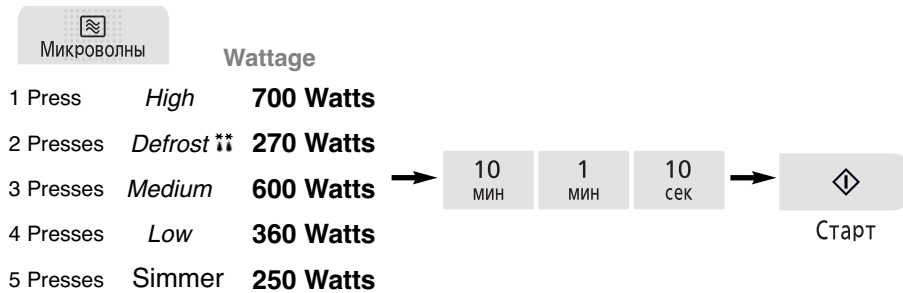 Микроволны
Wattage
1 Press High 700 Watts
2 Presses Defrost 270 Watts
3 Presses Medium 600 Watts
4 Presses Low 360 Watts
5 Presses Simmer 250 Watts
10 мин
1 мин
10 сек
Старт